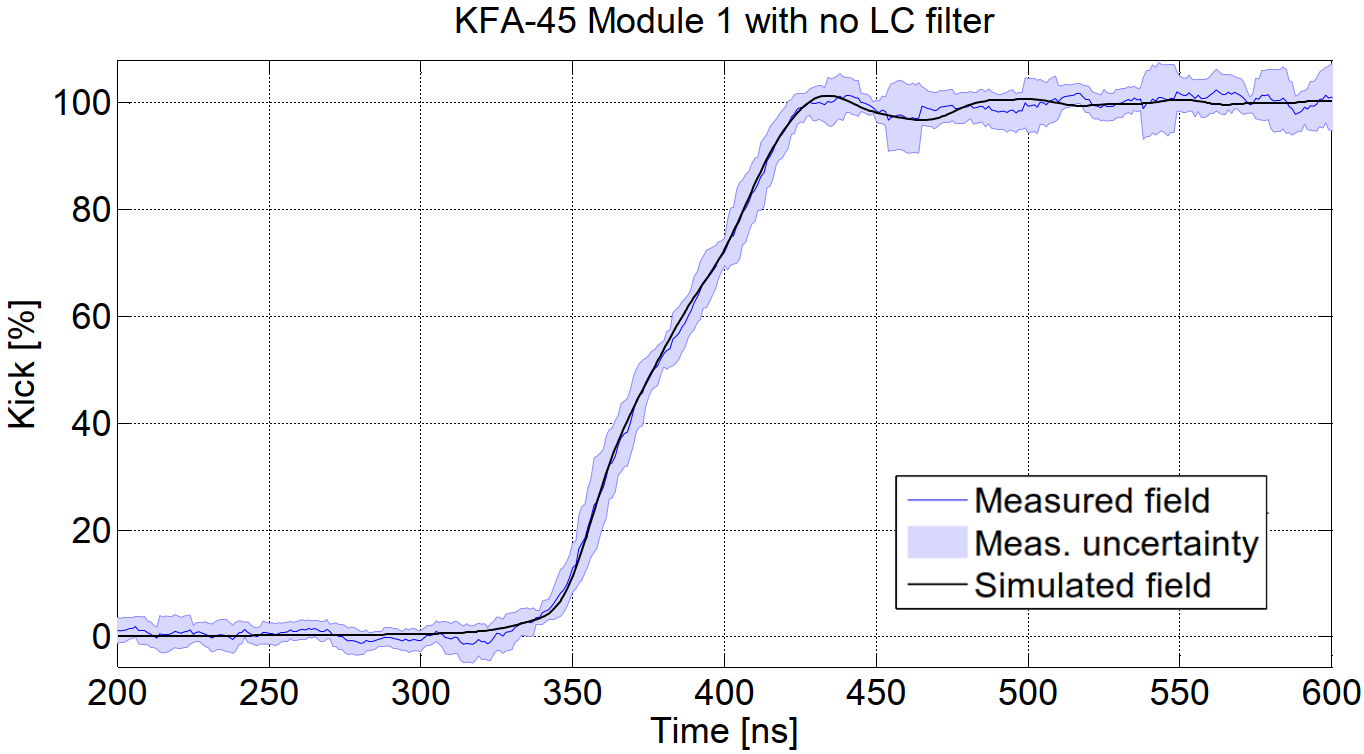 KFA-45 Module 1 with no LC filter
100
80
60
40
20
0
Kick [%]
Measured field
Meas. uncertainty
Simulated field
200 250 300 350 400 450 500 550 600
Time [ns]